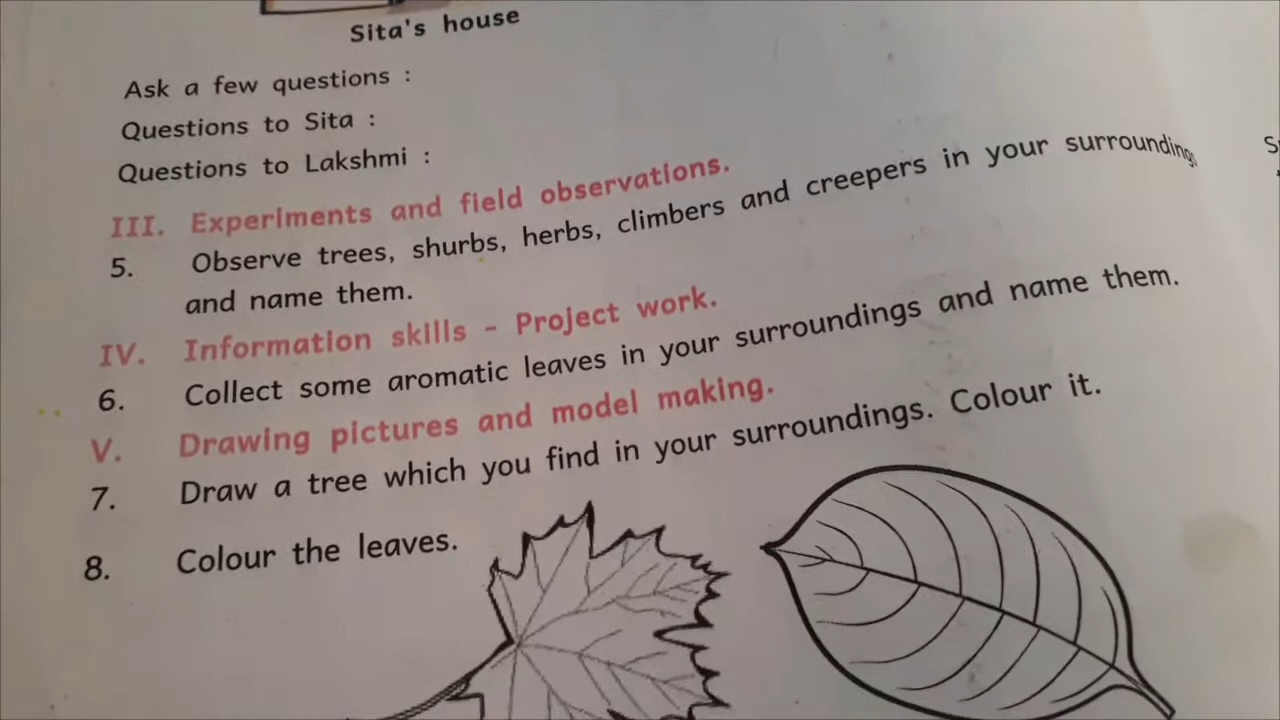 Sita's house
Ask a few questions :
Questions to Sita :
Questions to Lakshmi :
III. Experiments and field observations.
5. Observe trees, shurbs, herbs, climbers and creepers in your surroundings
and name them.
IV. Information skills - Project work.
6. Collect some aromatic leaves in your surroundings and name them.
V. Drawing pictures and model making.
7. Draw a tree which you find in your surroundings. Colour it.
8. Colour the leaves.